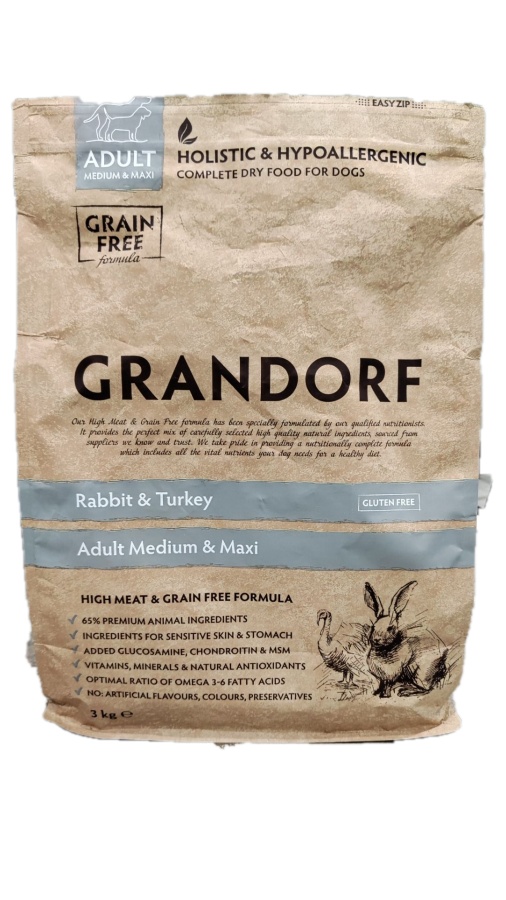 EASY ZIP
ADULT
MEDIUM & MAXI
HOLISTIC & HYPOALLERGENIC
COMPLETE DRY FOOD FOR DOGS
GRAIN
FREE
formula
GRANDORF
Our High Meat & Grain Free formula has been specially formulated by our qualified nutritionists.
It provides the perfect mix of carefully selected high quality natural ingredients, sourced from
suppliers we know and trust. We take pride in providing a nutritionally complete formula
which includes all the vital nutrients your dog needs for a healthy diet.
Rabbit & Turkey
GLUTEN FREE
Adult Medium & Maxi
HIGH MEAT & GRAIN FREE FORMULA
65% PREMIUM ANIMAL INGREDIENTS
INGREDIENTS FOR SENSITIVE SKIN & STOMACH
ADDED GLUCOSAMINE, CHONDROITIN & MSM
VITAMINS, MINERALS & NATURAL ANTIOXIDANTS
OPTIMAL RATIO OF OMEGA 3-6 FATTY ACIDS
NO: ARTIFICIAL FLAVOURS, COLOURS, PRESERVATIVES
3 kg ℮